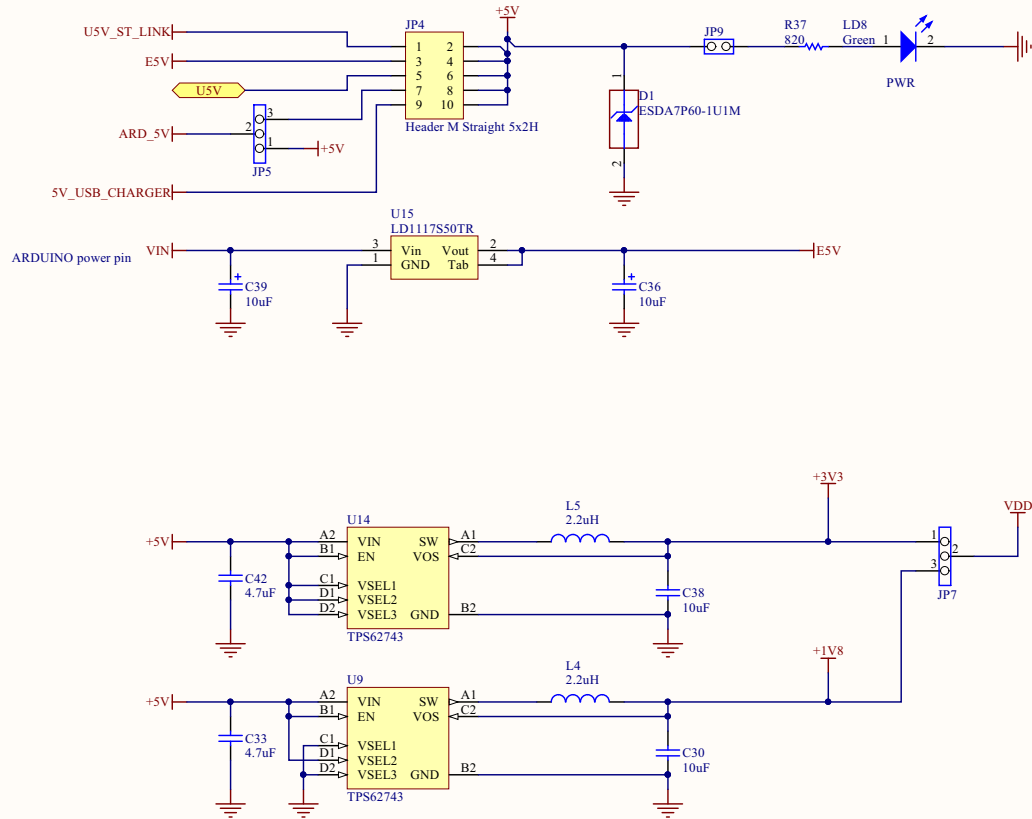 +5V
U5V_ST_LINK
JP4
1 2
3 4
5 6
7 8
9 10
Header M Straight 5x2H
E5V
U5V
ARD_5V
3
2
1
JP5
+5V
5V_USB_CHARGER
JP9
R37
820
LD8
Green
1 2
PWR
1
D1
ESDA7P60-1U1M
2
ARDUINO power pin
VIN
C39
10uF
U15
LD1117S50TR
3 Vin Vout 2
1 GND Tab 4
C36
10uF
E5V
+5V
C42
4.7uF
U14
A2 VIN SW A1
B1 EN VOS C2
C1 VSEL1
D1 VSEL2
D2 VSEL3 GND B2
TPS62743
L5
2.2uH
C38
10uF
+3V3
VDD
1
2
3
JP7
+5V
C33
4.7uF
U9
A2 VIN SW A1
B1 EN VOS C2
C1 VSEL1
D1 VSEL2
D2 VSEL3 GND B2
TPS62743
L4
2.2uH
C30
10uF
+1V8